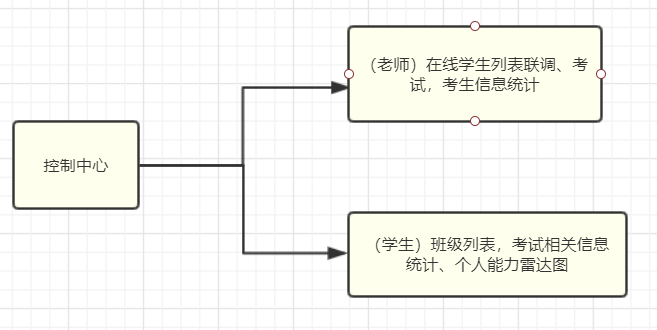 （老师）在线学生列表联调、考
试，考生信息统计
控制中心
（学生）班级列表，考试相关信息
统计、个人能力雷达图